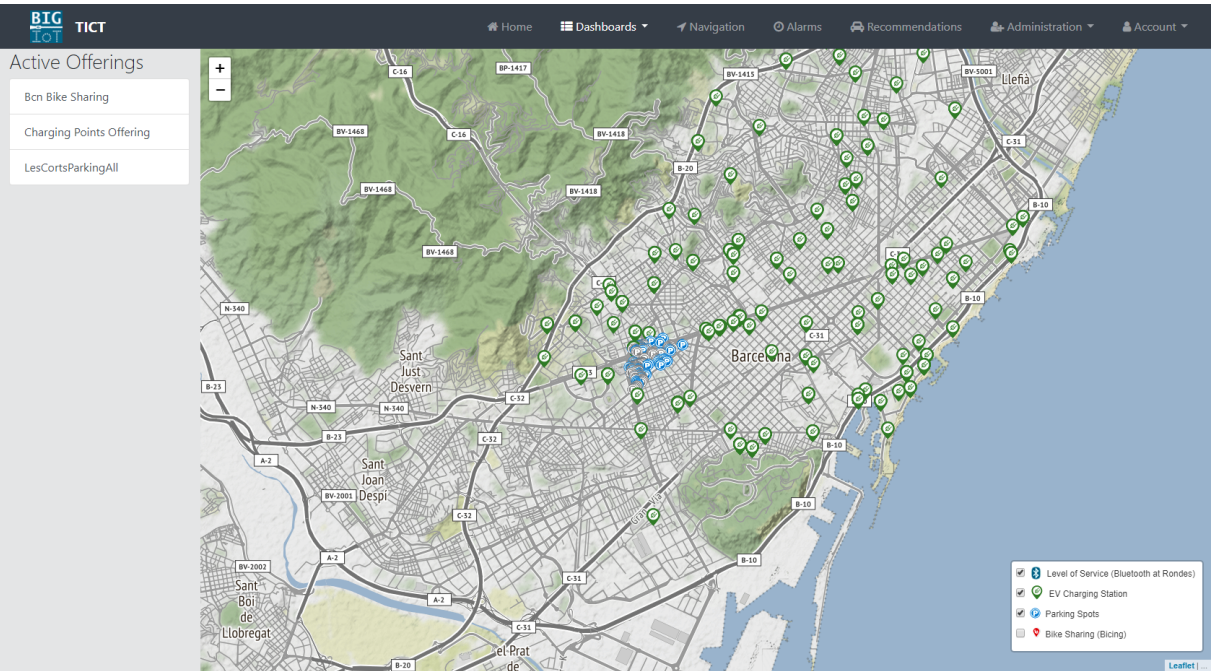 BIG IoT TICT Home Dashboards Navigation Alarms Recommendations Administration Account
Active Offerings
Bcn Bike Sharing
Charging Points Offering
LesCortsParkingAll
+
−
C-16
BP-1417
BV-1415
BV-5001
Llefià
BV-1468
C-16
BV-1418
C-31
B-20
BV-1468
BV-1418
B-10
BV-1468
N-340
B-10
C-31
Sant
Just
Desvern
Barcelona
B-23
C-32
N-340
N-340
B-23
C-32
B-10
A-2
Sant
Joan
Despí
BV-2001
C-32
Gran Via
B-10
A-2
B-10
BV-2002
C-31
Sant
Boi
de
Llobregat
A-2
C-31
el Prat
de
B-20
Level of Service (Bluetooth at Rondes)
EV Charging Station
Parking Spots
Bike Sharing (Bicing)
Leaflet | ...